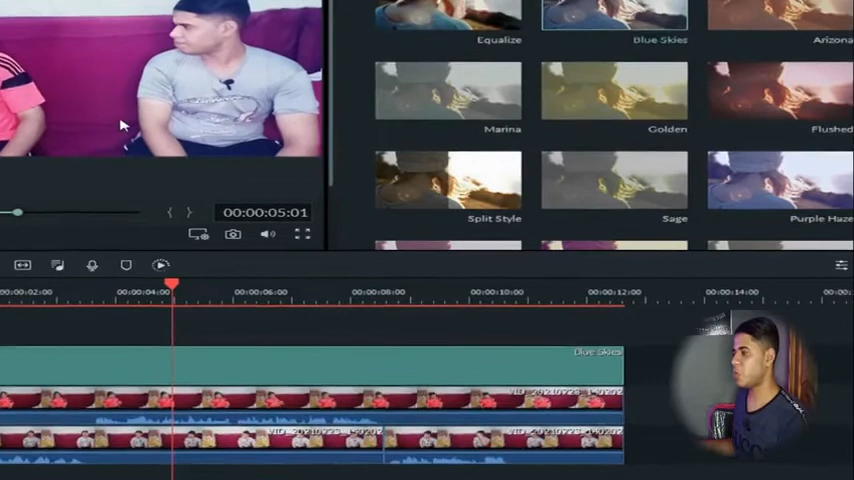 Equalize
Blue Skies
Arizona
Marina
Golden
Flushed
Split Style
Sage
Purple Haze
00:00:05:01
00:00:02:00
00:00:04:00
00:00:06:00
00:00:08:00
00:00:10:00
00:00:12:00
00:00:14:00
Blue Skies